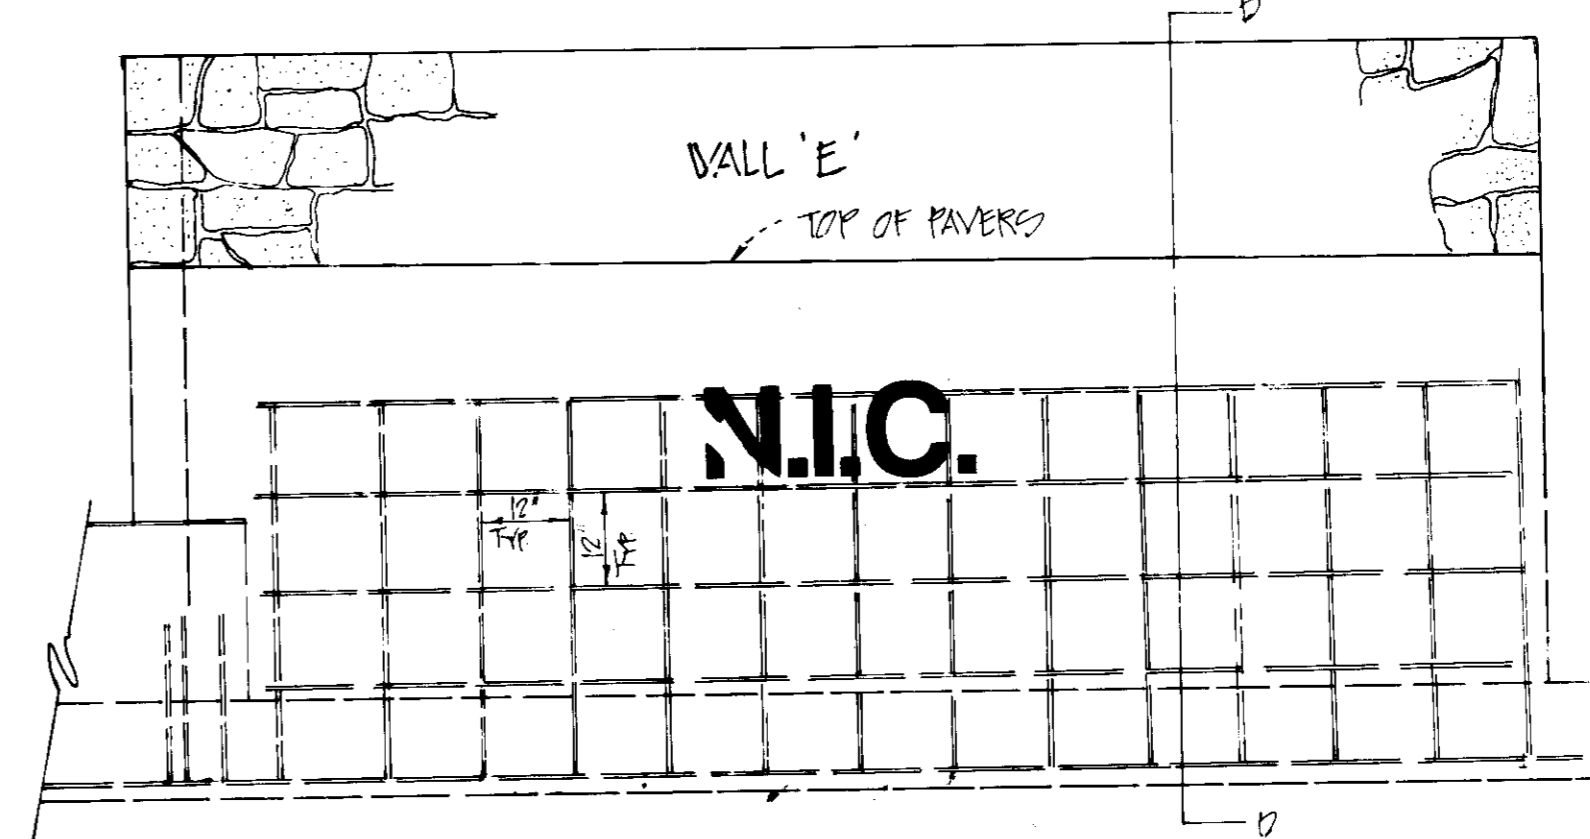 D
WALL 'E'
TOP OF PAVERS
N.I.C.
12"
TYP.
12"
TYP.
D